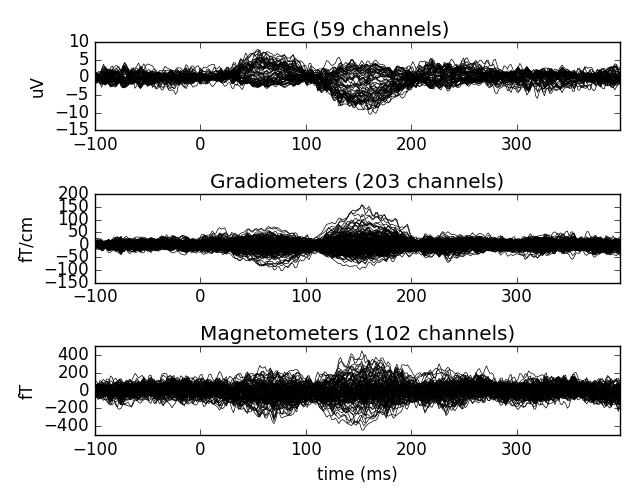 EEG (59 channels)
10
5
0
−5
−10
−15
uV
−100 0 100 200 300
Gradiometers (203 channels)
200
150
100
50
0
−50
−100
−150
fT/cm
−100 0 100 200 300
Magnetometers (102 channels)
400
200
0
−200
−400
fT
−100 0 100 200 300
time (ms)